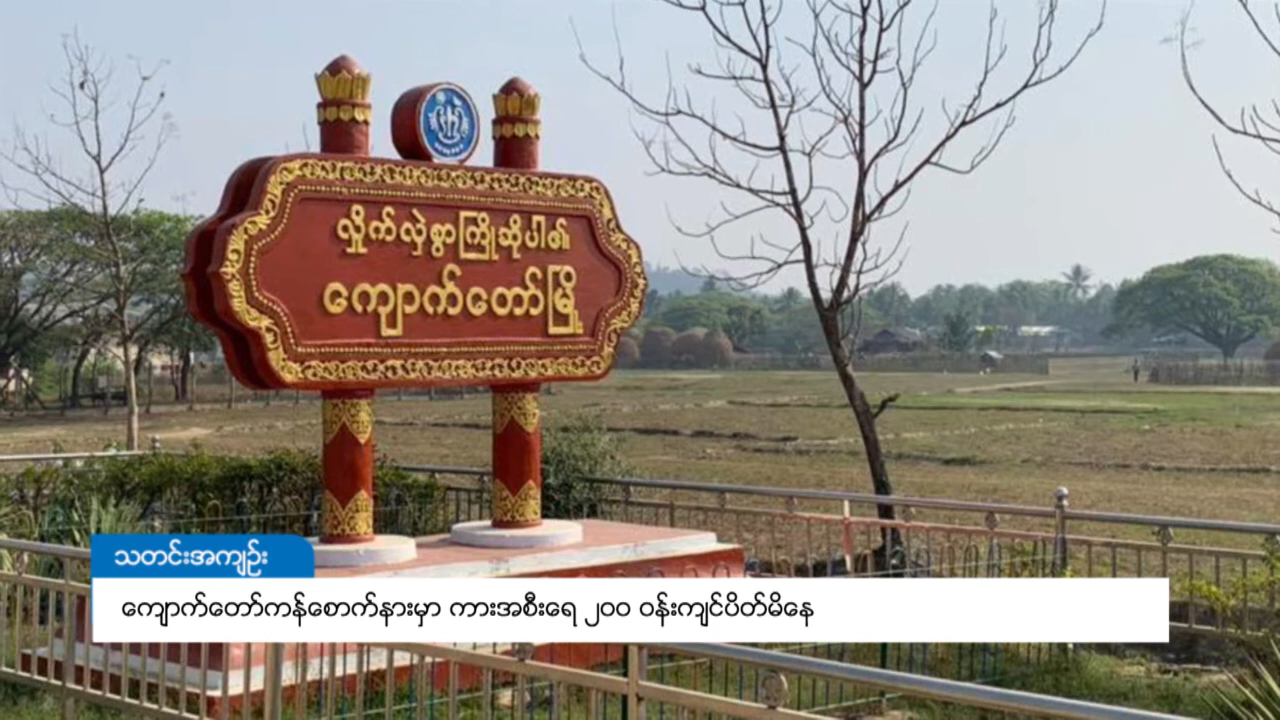 လှိုက်လှဲစွာကြိုဆိုပါ၏
ကျောက်တော်မြို့
သတင်းအကျဉ်း
ကျောက်တော်ကန်စောက်နားမှာ ကားအစီးရေ ၂၀၀ ဝန်းကျင်ပိတ်မိနေ